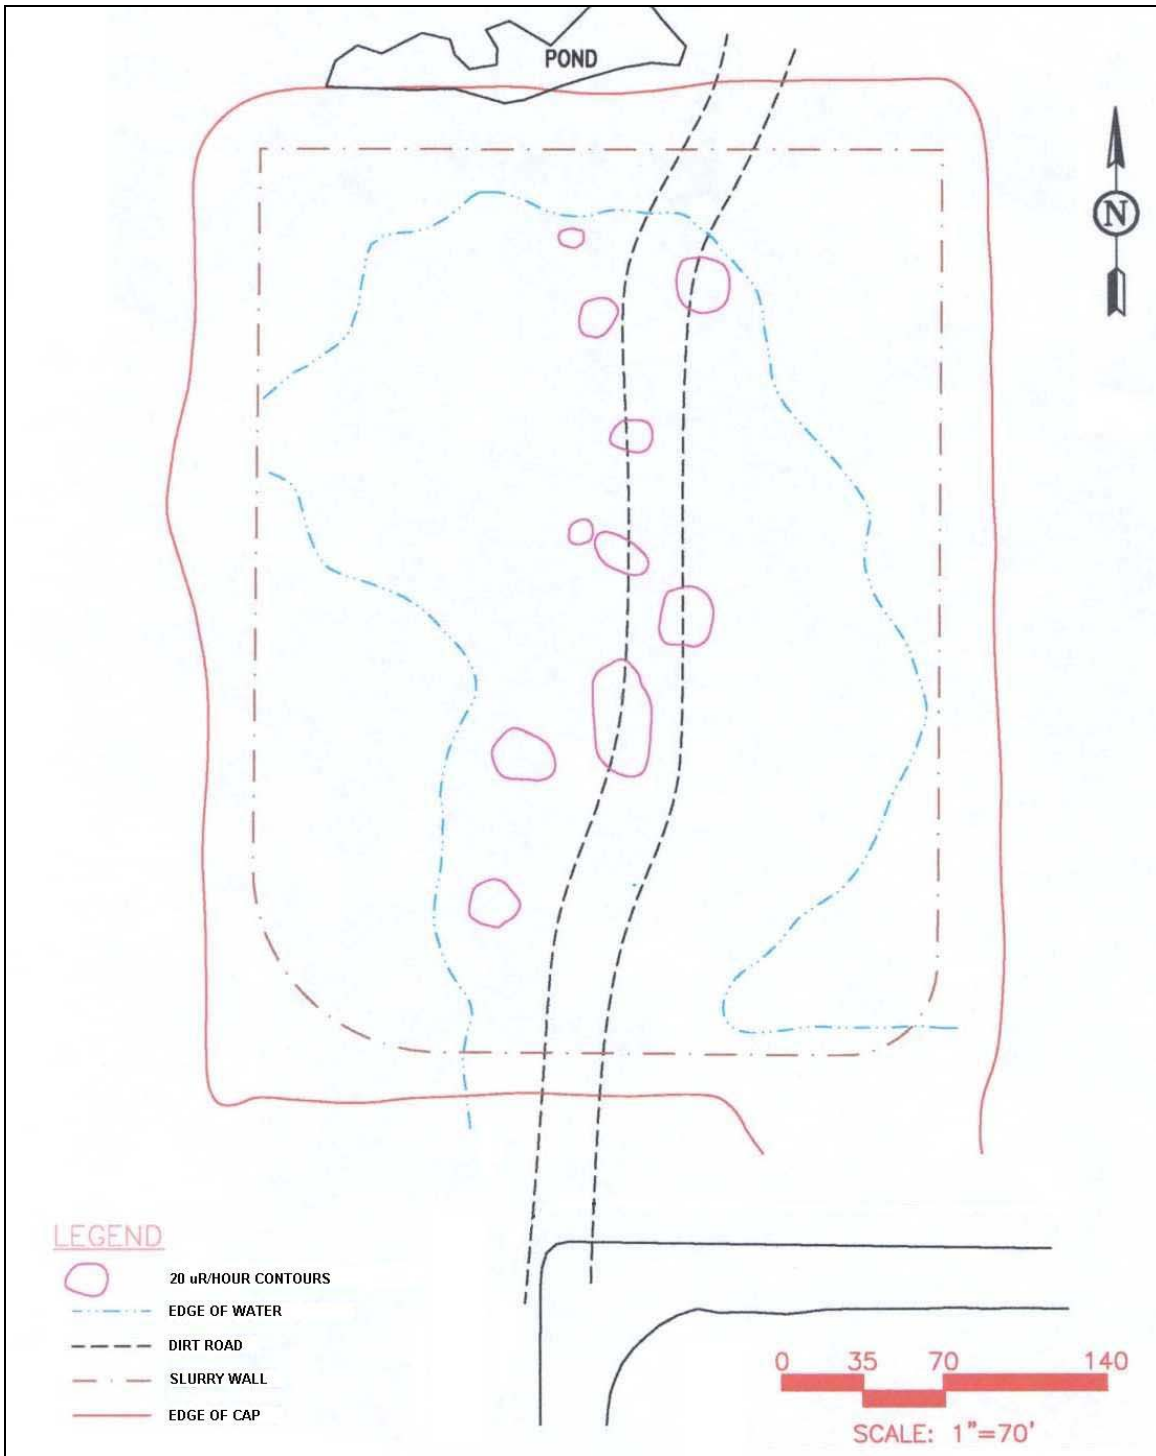 POND
N
LEGEND
20 uR/HOUR CONTOURS
EDGE OF WATER
DIRT ROAD
SLURRY WALL
EDGE OF CAP
0 35 70 140
SCALE: 1"=70'